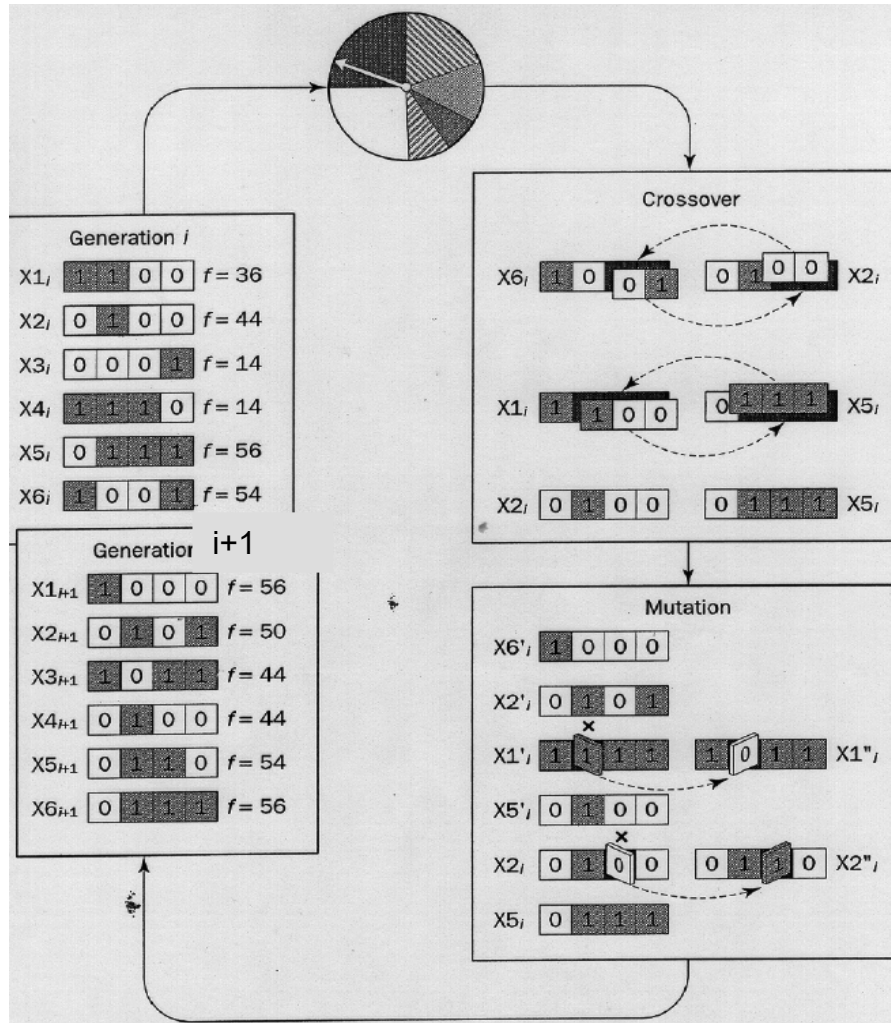 Generation i
X1i 1 1 0 0 f = 36
X2i 0 1 0 0 f = 44
X3i 0 0 0 1 f = 14
X4i 1 1 1 0 f = 14
X5i 0 1 1 1 f = 56
X6i 1 0 0 1 f = 54
Generation i+1
X1i+1 1 0 0 0 f = 56
X2i+1 0 1 0 1 f = 50
X3i+1 1 0 1 1 f = 44
X4i+1 0 1 0 0 f = 44
X5i+1 0 1 1 0 f = 54
X6i+1 0 1 1 1 f = 56
Crossover
X6i 1 0 0 1 0 1 0 0 X2i
X1i 1 1 0 0 0 1 1 1 X5i
X2i 0 1 0 0 0 1 1 1 X5i
Mutation
X6'i 1 0 0 0
X2'i 0 1 0 1
×
X1'i 1 1 1 1 1 0 1 1 X1"i
X5'i 0 1 0 0
×
X2i 0 1 0 0 0 1 1 0 X2"i
X5i 0 1 1 1